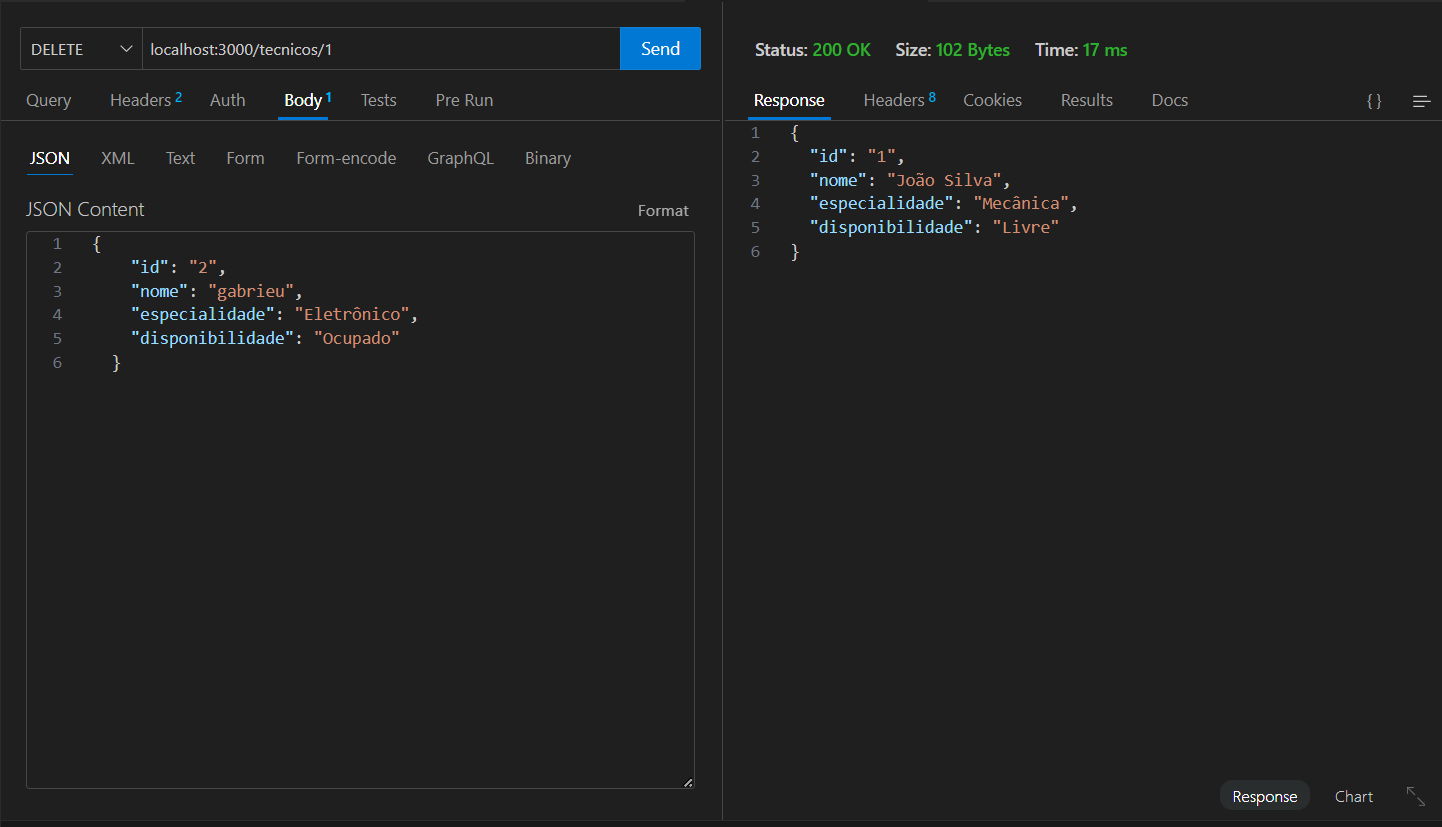 DELETE localhost:3000/tecnicos/1 Send
Query Headers 2 Auth Body 1 Tests Pre Run
JSON XML Text Form Form-encode GraphQL Binary
JSON Content Format
1 {
2 "id": "2",
3 "nome": "gabrieu",
4 "especialidade": "Eletrônico",
5 "disponibilidade": "Ocupado"
6 }
Status: 200 OK Size: 102 Bytes Time: 17 ms
Response Headers 8 Cookies Results Docs { }
1 {
2 "id": "1",
3 "nome": "João Silva",
4 "especialidade": "Mecânica",
5 "disponibilidade": "Livre"
6 }
Response Chart